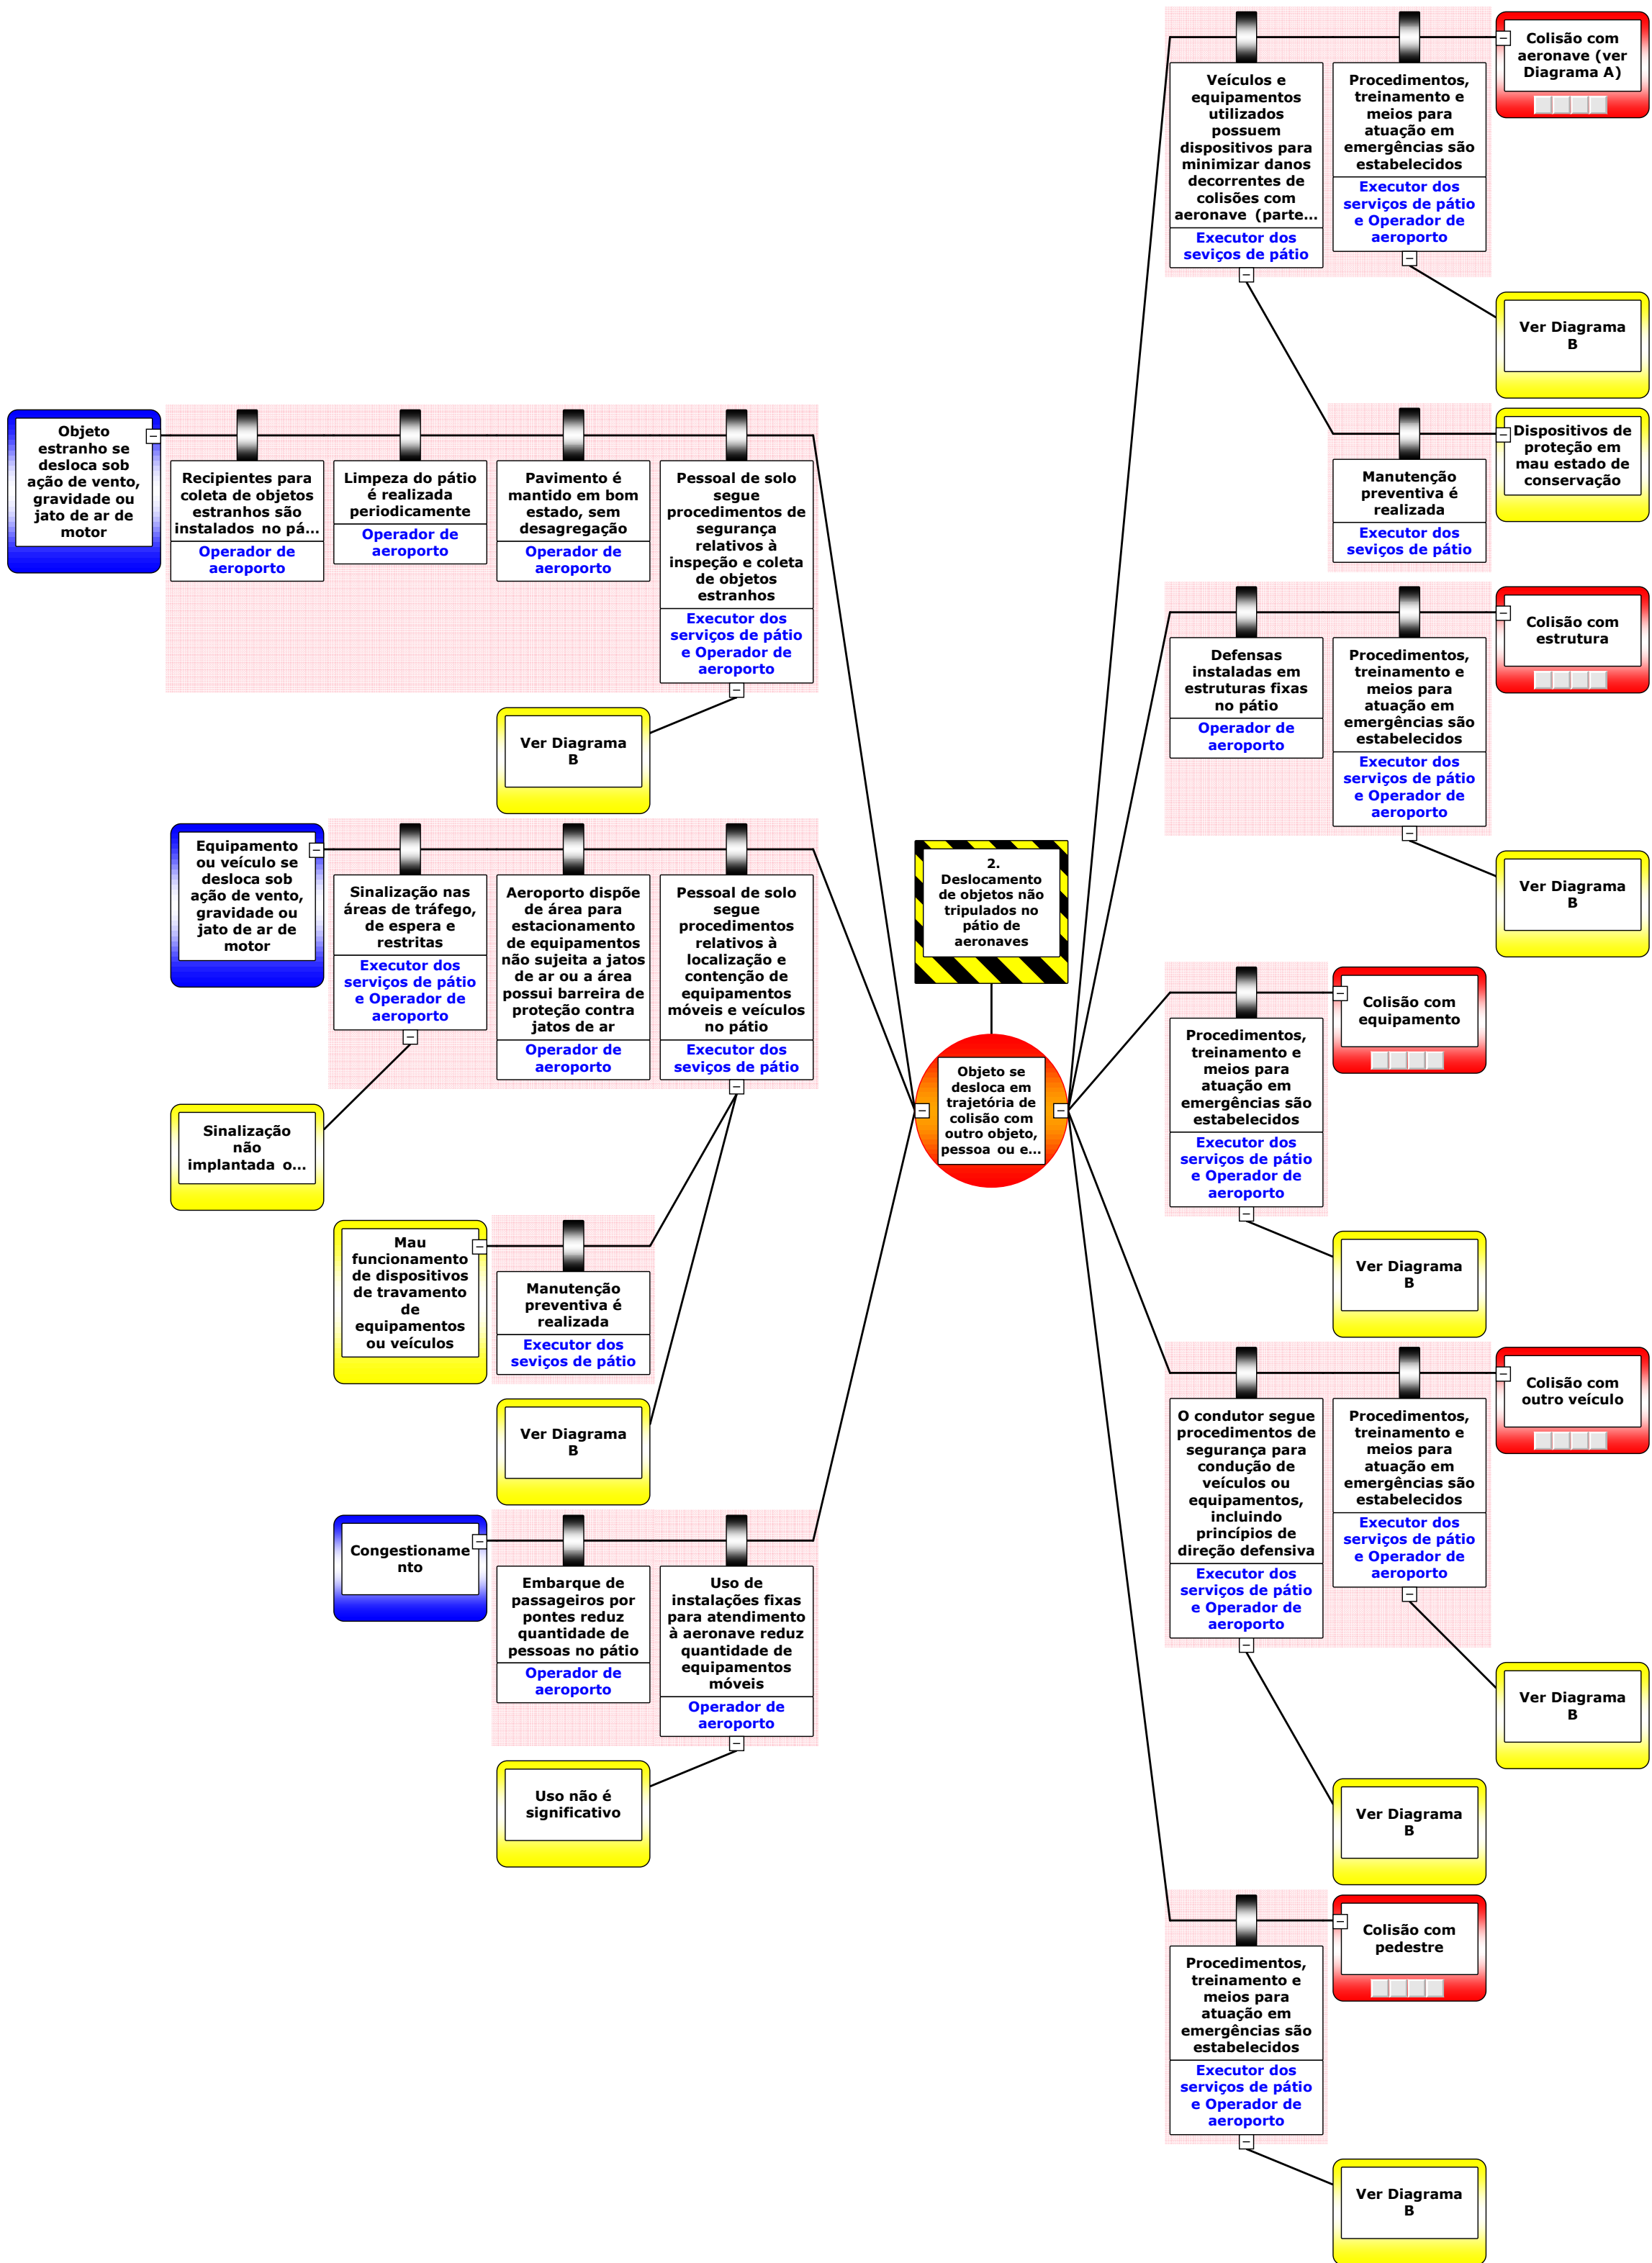 Objeto
estranho se
desloca sob
ação de vento,
gravidade ou
jato de ar de
motor
Recipientes para
coleta de objetos
estranhos são
instalados no pá...
Operador de
aeroporto
Limpeza do pátio
é realizada
periodicamente
Operador de
aeroporto
Pavimento é
mantido em bom
estado, sem
desagregação
Operador de
aeroporto
Pessoal de solo
segue
procedimentos de
segurança
relativos à
inspeção e coleta
de objetos
estranhos
Executor dos
serviços de pátio
e Operador de
aeroporto
Ver Diagrama
B
Equipamento
ou veículo se
desloca sob
ação de vento,
gravidade ou
jato de ar de
motor
Sinalização nas
áreas de tráfego,
de espera e
restritas
Executor dos
serviços de pátio
e Operador de
aeroporto
Aeroporto dispõe
de área para
estacionamento
de equipamentos
não sujeita a jatos
de ar ou a área
possui barreira de
proteção contra
jatos de ar
Operador de
aeroporto
Pessoal de solo
segue
procedimentos
relativos à
localização e
contenção de
equipamentos
móveis e veículos
no pátio
Executor dos
seviços de pátio
Sinalização
não
implantada o...
Mau
funcionamento
de dispositivos
de travamento
de
equipamentos
ou veículos
Manutenção
preventiva é
realizada
Executor dos
seviços de pátio
Ver Diagrama
B
Congestioname
nto
Embarque de
passageiros por
pontes reduz
quantidade de
pessoas no pátio
Operador de
aeroporto
Uso de
instalações fixas
para atendimento
à aeronave reduz
quantidade de
equipamentos
móveis
Operador de
aeroporto
Uso não é
significativo
2.
Deslocamento
de objetos não
tripulados no
pátio de
aeronaves
Objeto se
desloca em
trajetória de
colisão com
outro objeto,
pessoa ou e...
Veículos e
equipamentos
utilizados
possuem
dispositivos para
minimizar danos
decorrentes de
colisões com
aeronave (parte...
Executor dos
seviços de pátio
Procedimentos,
treinamento e
meios para
atuação em
emergências são
estabelecidos
Executor dos
serviços de pátio
e Operador de
aeroporto
Colisão com
aeronave (ver
Diagrama A)
Ver Diagrama
B
Manutenção
preventiva é
realizada
Executor dos
seviços de pátio
Dispositivos de
proteção em
mau estado de
conservação
Defensas
instaladas em
estruturas fixas
no pátio
Operador de
aeroporto
Procedimentos,
treinamento e
meios para
atuação em
emergências são
estabelecidos
Executor dos
serviços de pátio
e Operador de
aeroporto
Colisão com
estrutura
Ver Diagrama
B
Procedimentos,
treinamento e
meios para
atuação em
emergências são
estabelecidos
Executor dos
serviços de pátio
e Operador de
aeroporto
Colisão com
equipamento
Ver Diagrama
B
O condutor segue
procedimentos de
segurança para
condução de
veículos ou
equipamentos,
incluindo
princípios de
direção defensiva
Executor dos
serviços de pátio
e Operador de
aeroporto
Procedimentos,
treinamento e
meios para
atuação em
emergências são
estabelecidos
Executor dos
serviços de pátio
e Operador de
aeroporto
Colisão com
outro veículo
Ver Diagrama
B
Ver Diagrama
B
Procedimentos,
treinamento e
meios para
atuação em
emergências são
estabelecidos
Executor dos
serviços de pátio
e Operador de
aeroporto
Colisão com
pedestre
Ver Diagrama
B